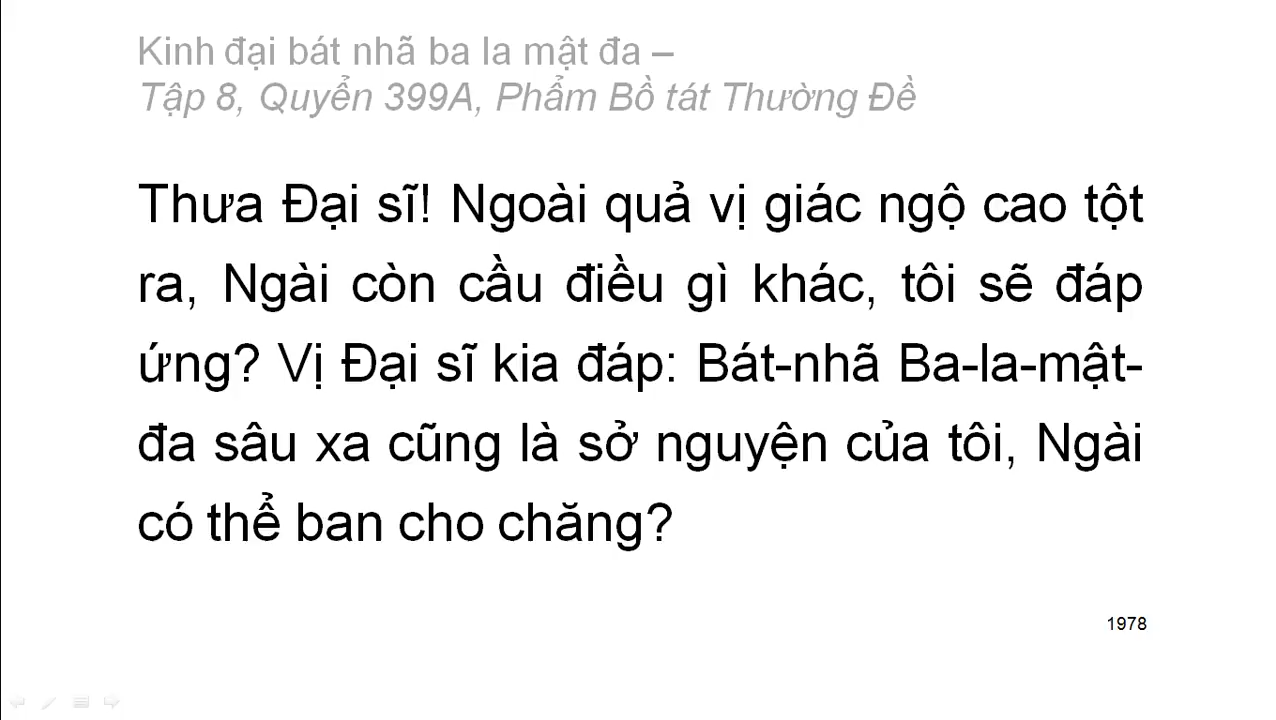 Kinh đại bát nhã ba la mật đa –
Tập 8, Quyển 399A, Phẩm Bồ tát Thường Đề
Thưa Đại sĩ! Ngoài quả vị giác ngộ cao tột
ra, Ngài còn cầu điều gì khác, tôi sẽ đáp
ứng? Vị Đại sĩ kia đáp: Bát-nhã Ba-la-mật-
đa sâu xa cũng là sở nguyện của tôi, Ngài
có thể ban cho chăng?
1978